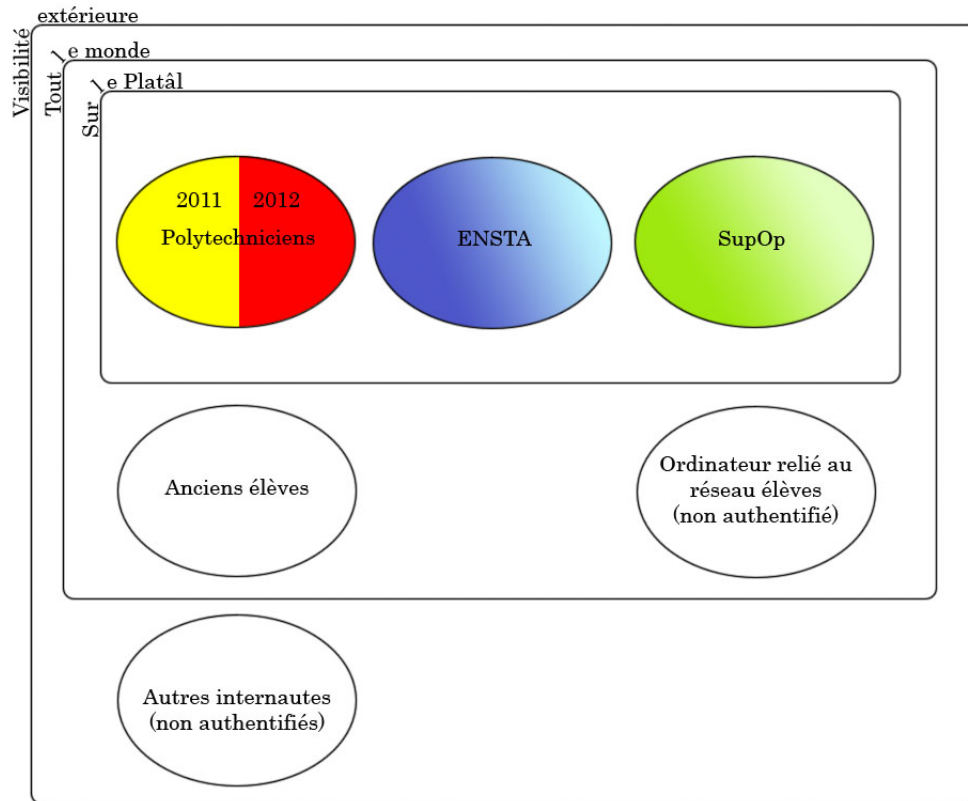 Visibilité extérieure
Tout le monde
Sur le Platâl
2011 2012
Polytechniciens
ENSTA
SupOp
Anciens élèves
Ordinateur relié au
réseau élèves
(non authentifié)
Autres internautes
(non authentifiés)